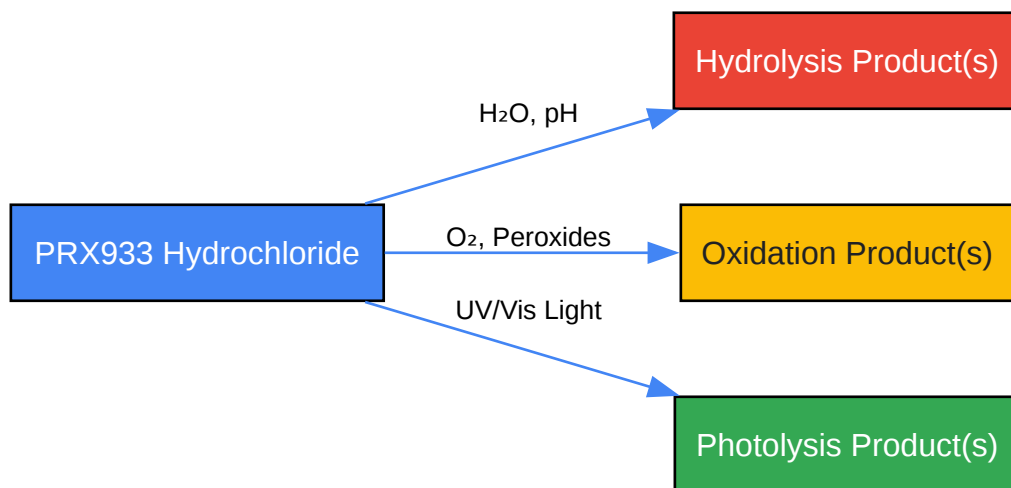 Hydrolysis Product(s)
H₂O, pH
PRX933 Hydrochloride
O₂, Peroxides
Oxidation Product(s)
UV/Vis Light
Photolysis Product(s)